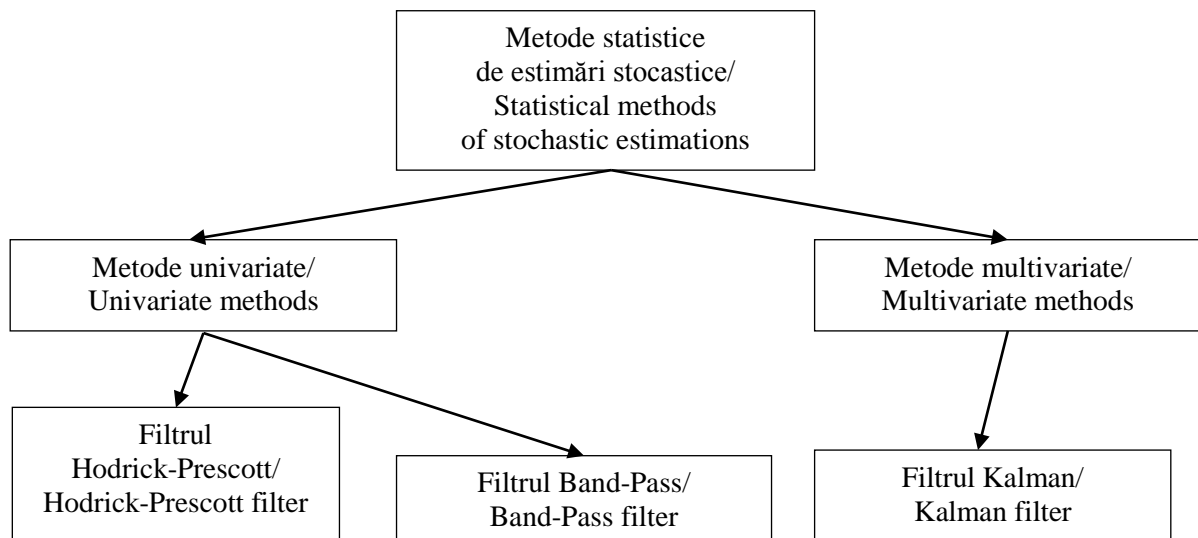 Metode statistice
de estimări stocastice/
Statistical methods
of stochastic estimations
Metode univariate/
Univariate methods
Metode multivariate/
Multivariate methods
Filtrul
Hodrick-Prescott/
Hodrick-Prescott filter
Filtrul Band-Pass/
Band-Pass filter
Filtrul Kalman/
Kalman filter